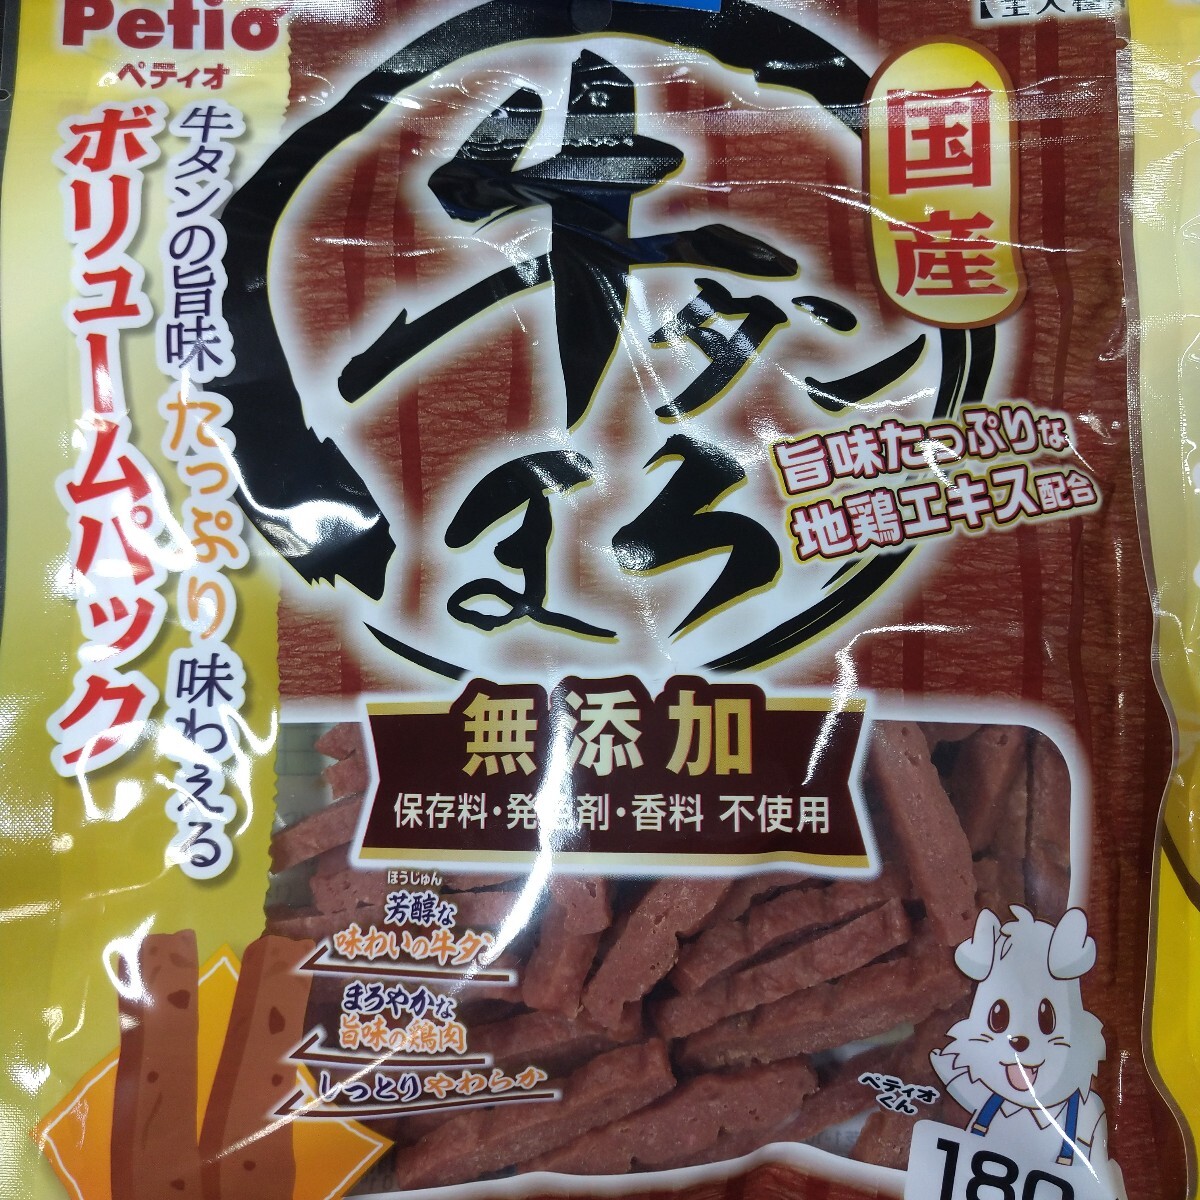 Petio
ペティオ
牛タンの旨味たっぷり味わえる
ボリュームパック
国産
牛タン
まろ
旨味たっぷりな
地鶏エキス配合
無添加
保存料・発色剤・香料 不使用
ほうじゅん
芳醇な
味わいの牛タン
まろやかな
旨味の鶏肉
しっとりやわらか
ペティオ
くん
180